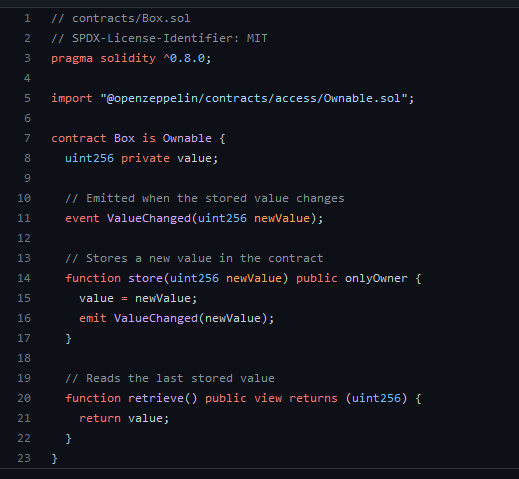 1 // contracts/Box.sol
2 // SPDX-License-Identifier: MIT
3 pragma solidity ^0.8.0;
4
5 import "@openzeppelin/contracts/access/Ownable.sol";
6
7 contract Box is Ownable {
8   uint256 private value;
9
10   // Emitted when the stored value changes
11   event ValueChanged(uint256 newValue);
12
13   // Stores a new value in the contract
14   function store(uint256 newValue) public onlyOwner {
15     value = newValue;
16     emit ValueChanged(newValue);
17   }
18
19   // Reads the last stored value
20   function retrieve() public view returns (uint256) {
21     return value;
22   }
23 }